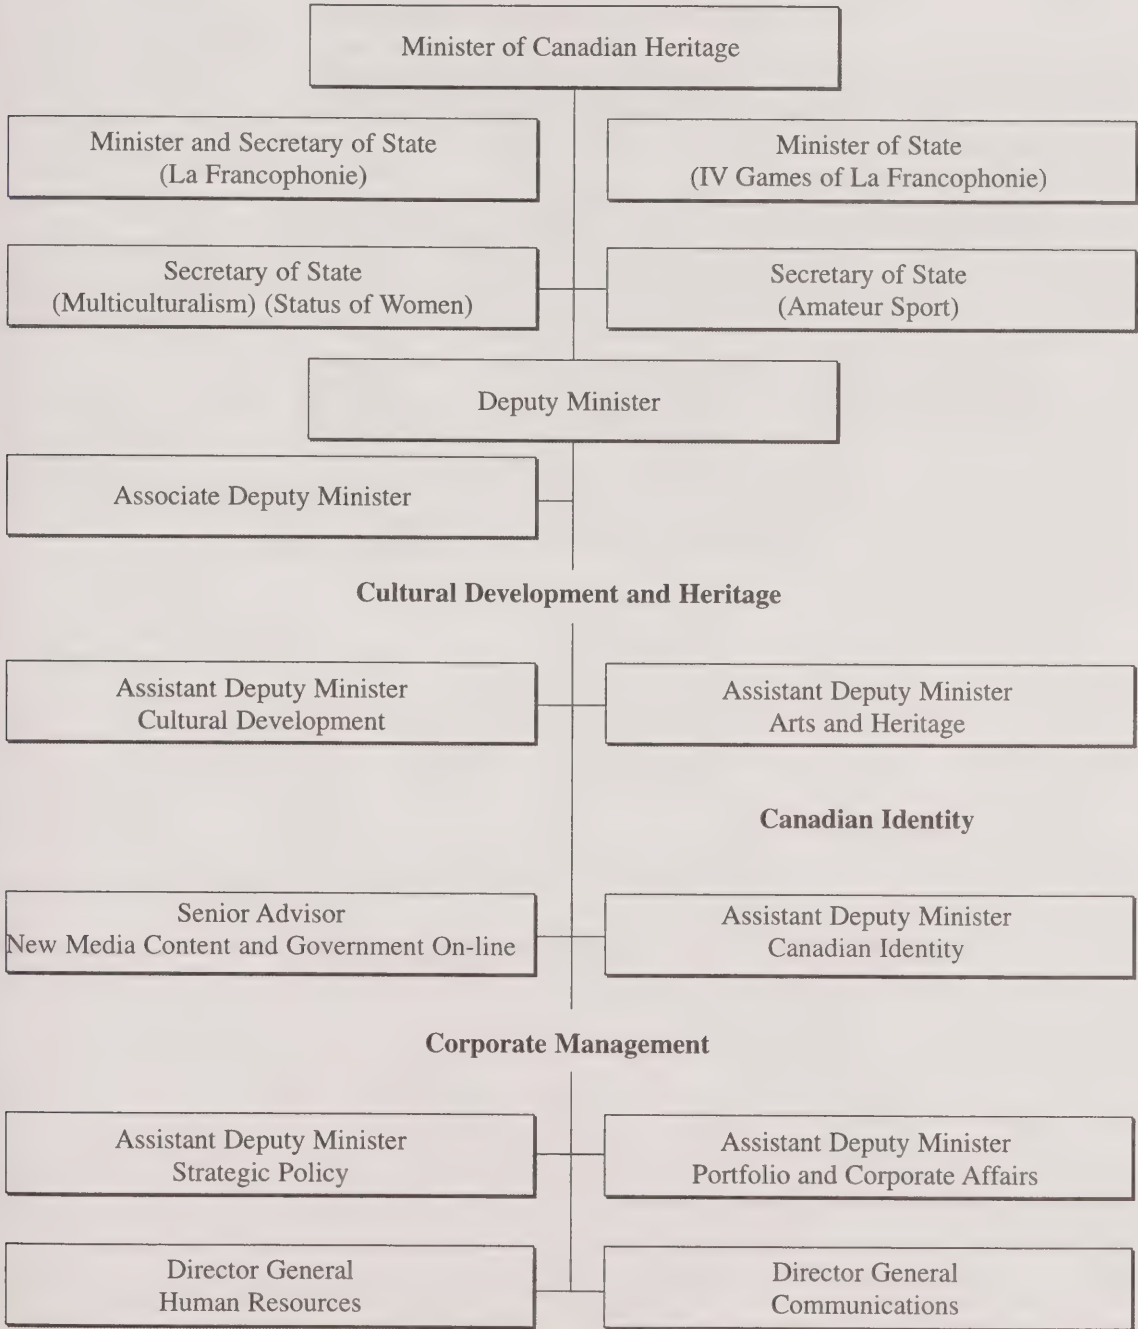 Minister of Canadian Heritage
Minister and Secretary of State
(La Francophonie)
Minister of State
(IV Games of La Francophonie)
Secretary of State
(Multiculturalism) (Status of Women)
Secretary of State
(Amateur Sport)
Deputy Minister
Associate Deputy Minister
Cultural Development and Heritage
Assistant Deputy Minister
Cultural Development
Assistant Deputy Minister
Arts and Heritage
Canadian Identity
Senior Advisor
New Media Content and Government On-line
Assistant Deputy Minister
Canadian Identity
Corporate Management
Assistant Deputy Minister
Strategic Policy
Assistant Deputy Minister
Portfolio and Corporate Affairs
Director General
Human Resources
Director General
Communications